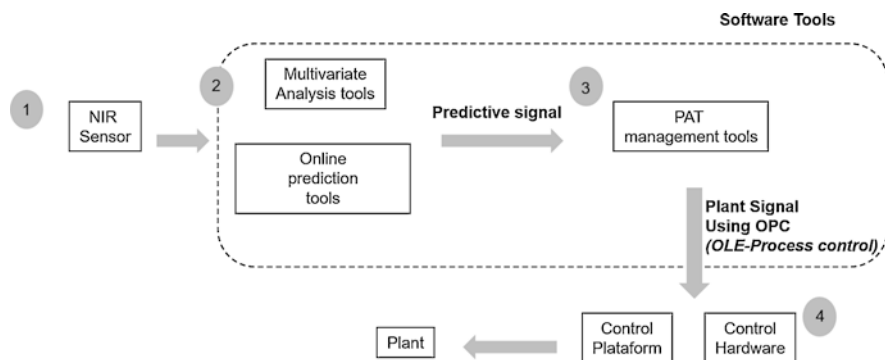 Software Tools
1
NIR
Sensor
2
Multivariate
Analysis tools
Online
prediction
tools
Predictive signal
3
PAT
management tools
Plant Signal
Using OPC
(OLE-Process control)
4
Control
Hardware
Control
Plataform
Plant